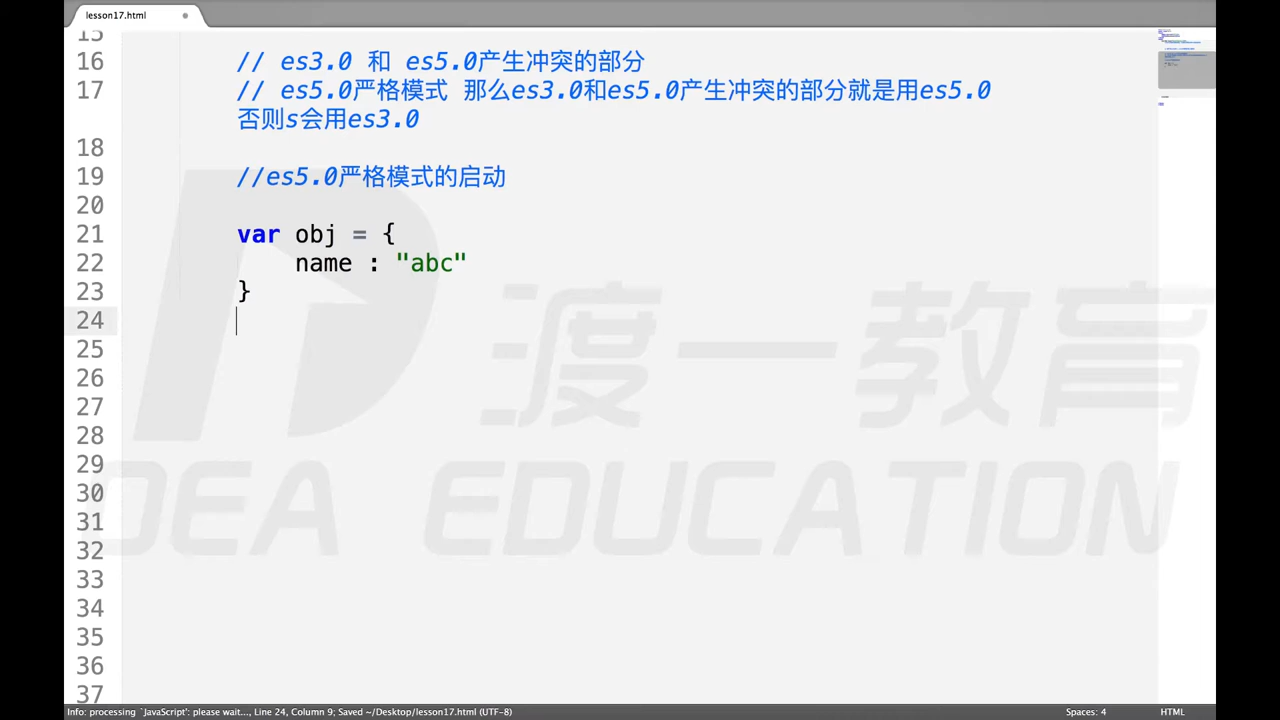 lesson17.html
15
16 // es3.0 和 es5.0产生冲突的部分
17 // es5.0严格模式 那么es3.0和es5.0产生冲突的部分就是用es5.0
否则s会用es3.0
18
19 //es5.0严格模式的启动
20
21 var obj = {
22 name : "abc"
23 }
24
25
26
27
28
29
30
31
32
33
34
35
36
37
渡一教育
DEA EDUCATION
Info: processing `JavaScript': please wait..., Line 24, Column 9; Saved ~/Desktop/lesson17.html (UTF-8) Spaces: 4 HTML